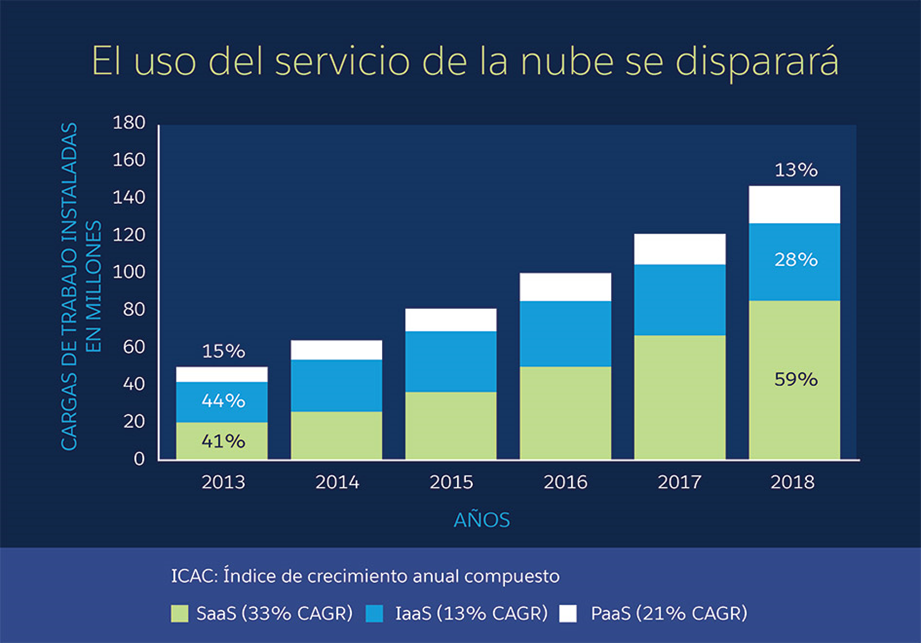 El uso del servicio de la nube se disparará
CARGAS DE TRABAJO INSTALADAS
EN MILLONES
180
160
140
120
100
80
60
40
20
0
15%
44%
41%
13%
28%
59%
2013 2014 2015 2016 2017 2018
AÑOS
ICAC: Índice de crecimiento anual compuesto
SaaS (33% CAGR) IaaS (13% CAGR) PaaS (21% CAGR)